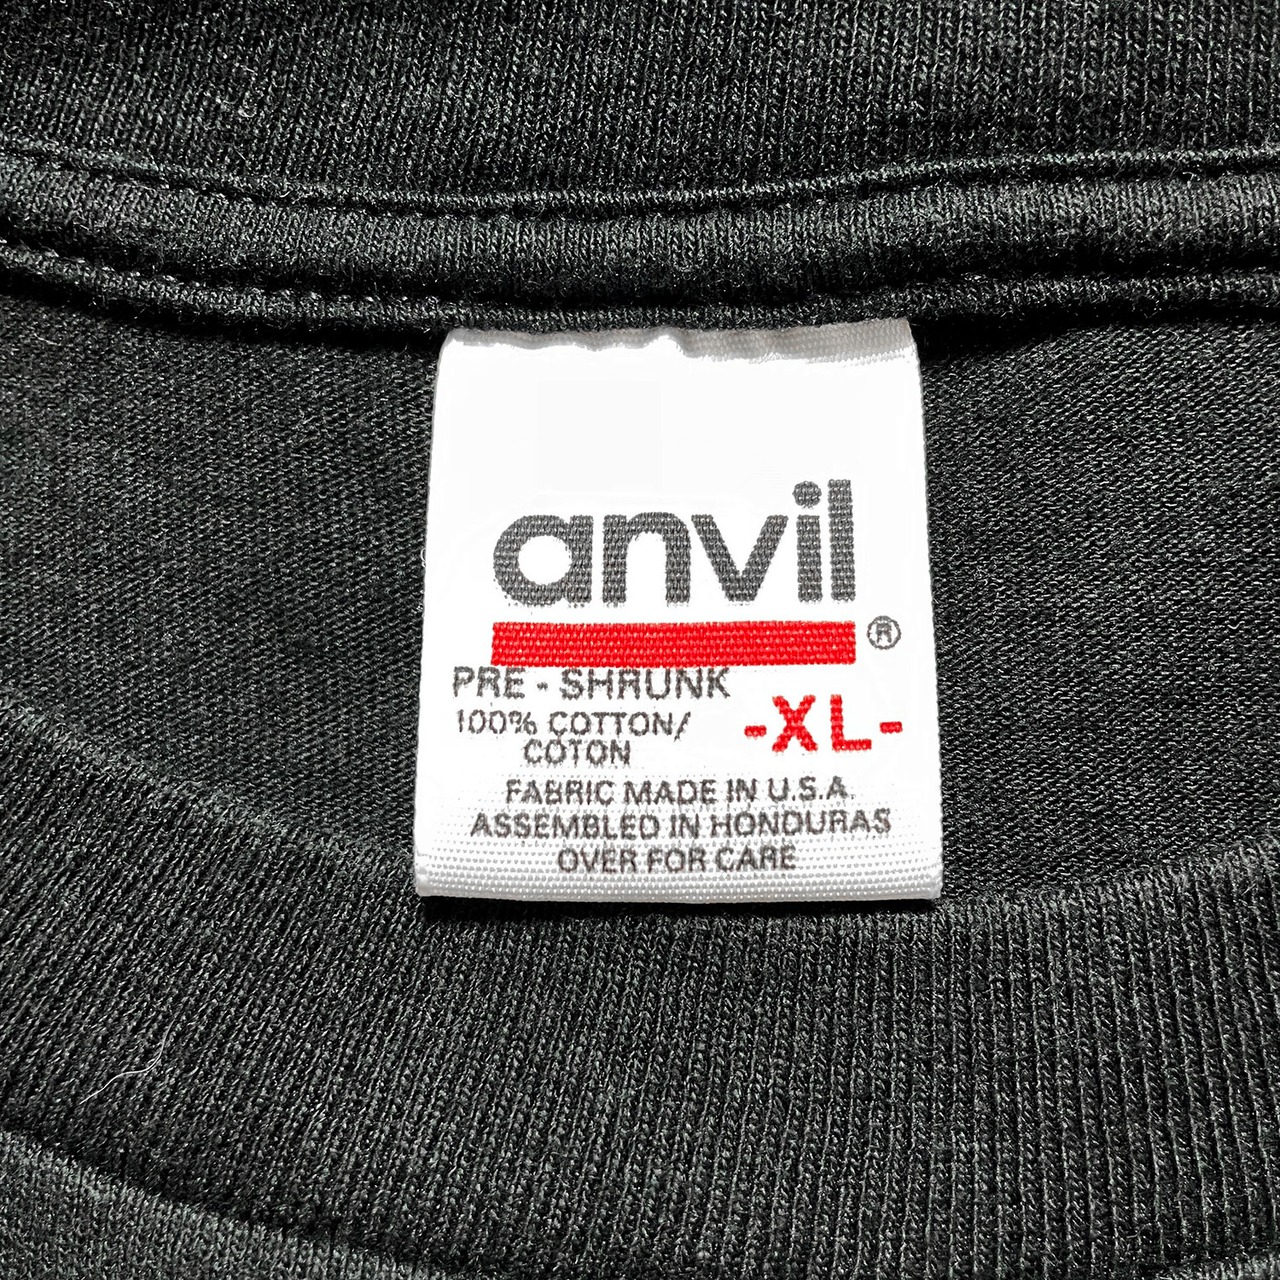 anvil®
PRE - SHRUNK
100% COTTON/
COTON
-XL-
FABRIC MADE IN U.S.A.
ASSEMBLED IN HONDURAS
OVER FOR CARE